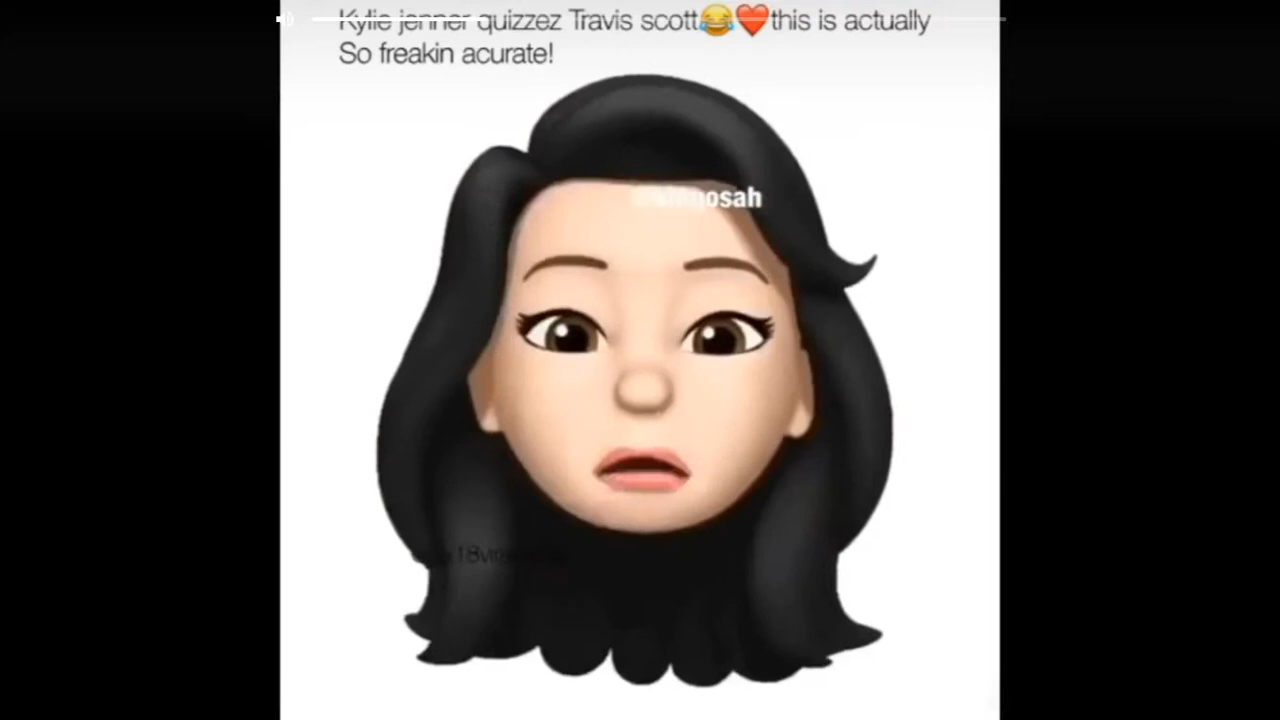 Kylie jenner quizzez Travis scott😂❤️this is actually
So freakin acurate!